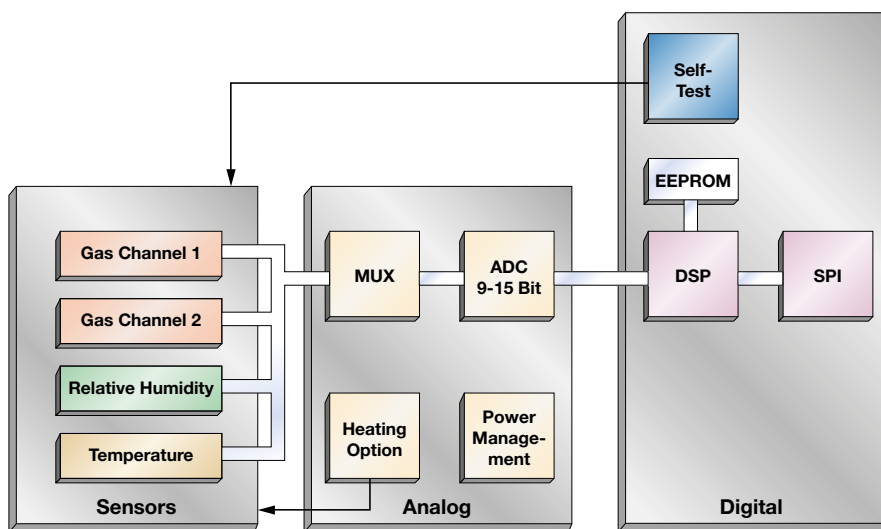 Self-
Test
EEPROM
Gas Channel 1
MUX
ADC
9-15 Bit
DSP
SPI
Gas Channel 2
Relative Humidity
Heating
Option
Power
Manage-
ment
Temperature
Sensors
Analog
Digital